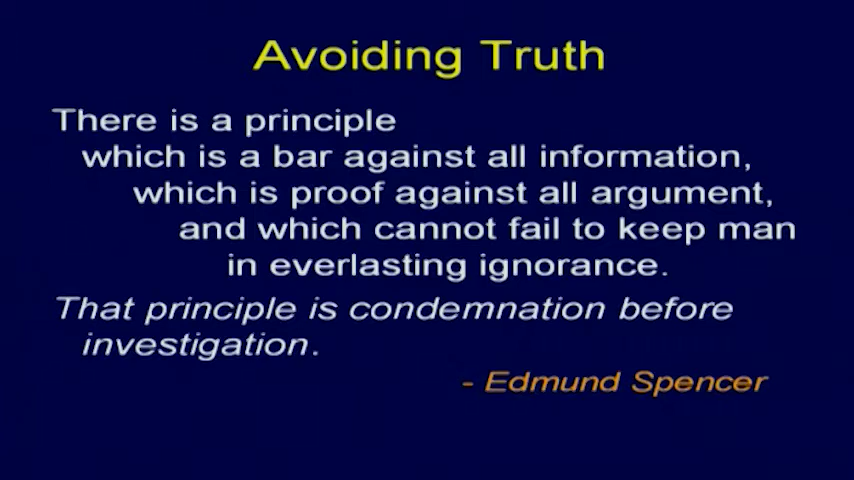 Avoiding Truth
There is a principle
which is a bar against all information,
which is proof against all argument,
and which cannot fail to keep man
in everlasting ignorance.
That principle is condemnation before
investigation.
- Edmund Spencer